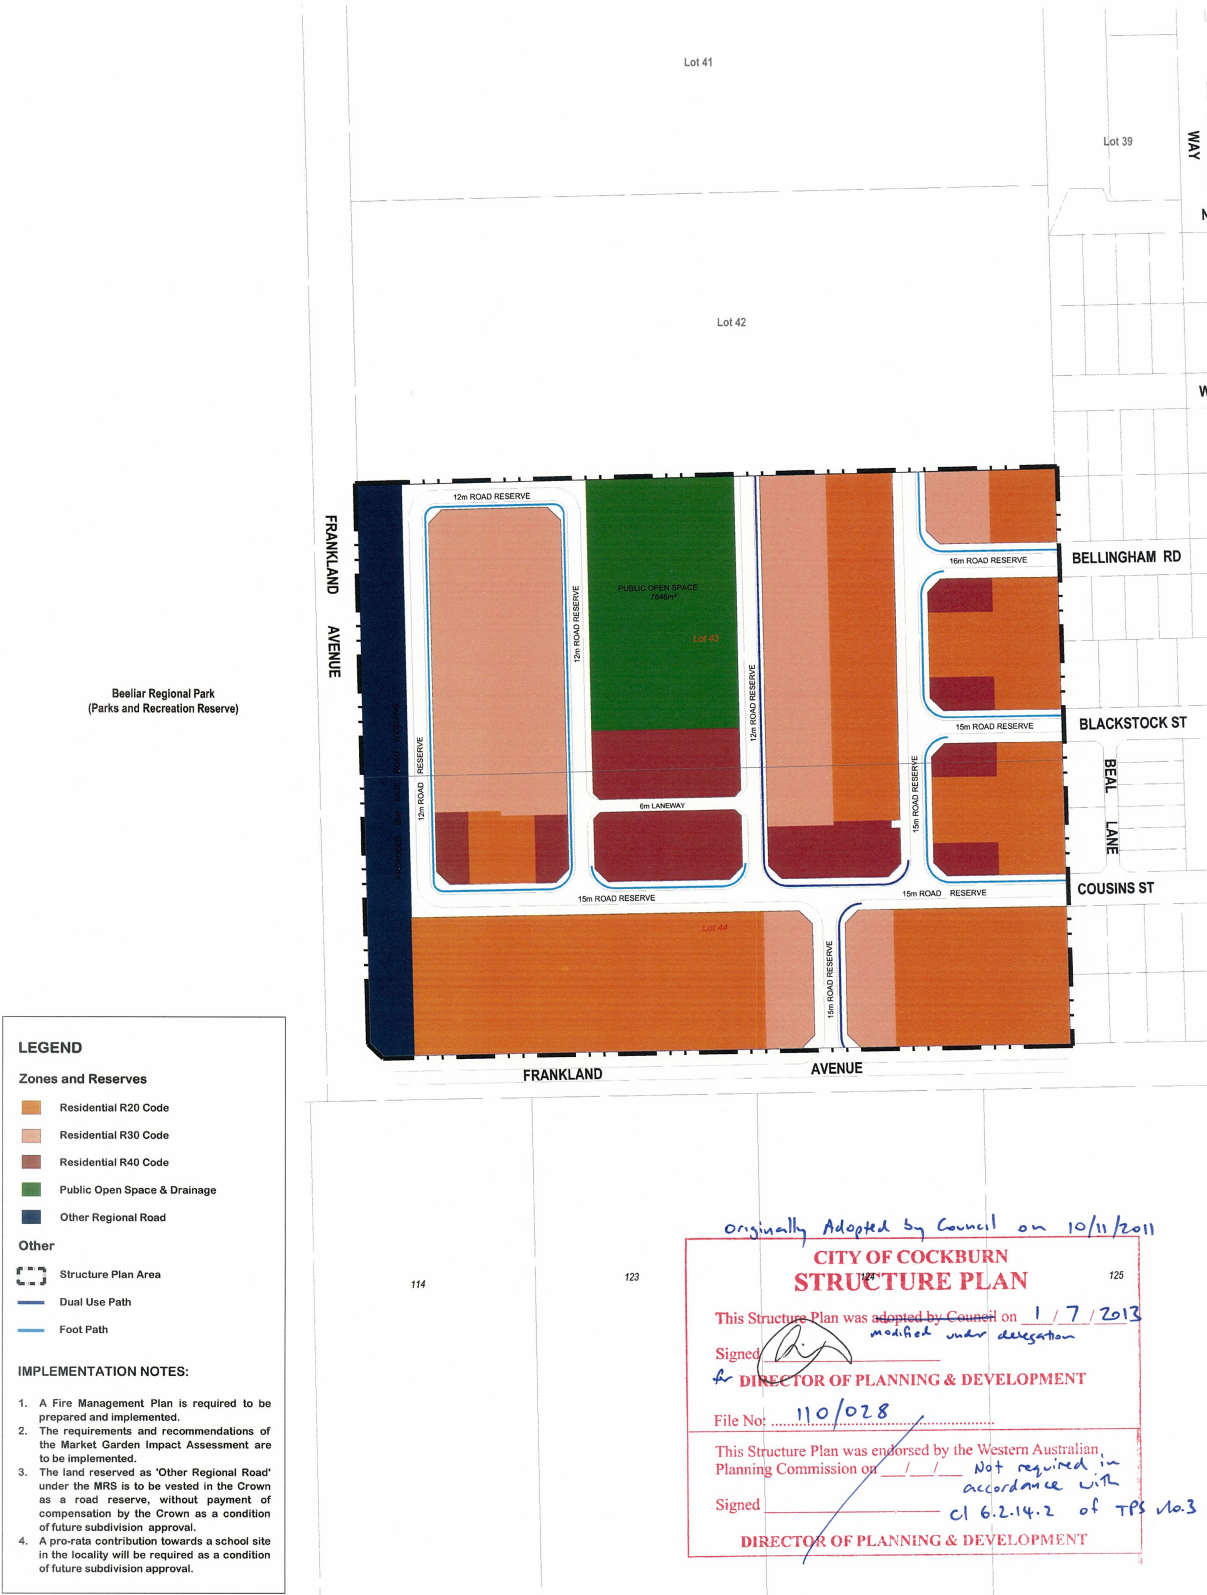 Lot 41
Lot 39
WAY
N
Lot 42
W
FRANKLAND AVENUE
12m ROAD RESERVE
BELLINGHAM RD
16m ROAD RESERVE
PUBLIC OPEN SPACE
7646m²
12m ROAD RESERVE
Lot 43
Beeliar Regional Park
(Parks and Recreation Reserve)
12m ROAD RESERVE
BLACKSTOCK ST
15m ROAD RESERVE
12m ROAD RESERVE
15m ROAD RESERVE
BEAL LANE
6m LANEWAY
COUSINS ST
15m ROAD RESERVE
15m ROAD RESERVE
Lot 44
15m ROAD RESERVE
FRANKLAND AVENUE
LEGEND
Zones and Reserves
Residential R20 Code
Residential R30 Code
Residential R40 Code
Public Open Space & Drainage
Other Regional Road
Other
Structure Plan Area
Dual Use Path
Foot Path
IMPLEMENTATION NOTES:
1. A Fire Management Plan is required to be
prepared and implemented.
2. The requirements and recommendations of
the Market Garden Impact Assessment are
to be implemented.
3. The land reserved as 'Other Regional Road'
under the MRS is to be vested in the Crown
as a road reserve, without payment of
compensation by the Crown as a condition
of future subdivision approval.
4. A pro-rata contribution towards a school site
in the locality will be required as a condition
of future subdivision approval.
114
123
124
125
Originally Adopted by Council on 10/11/2011
CITY OF COCKBURN
STRUCTURE PLAN
This Structure Plan was adopted by Council on 1/7/2013
modified under delegation
Signed
for DIRECTOR OF PLANNING & DEVELOPMENT
File No: 110/028
This Structure Plan was endorsed by the Western Australian
Planning Commission on __/__/__ Not required in
accordance with
Signed cl 6.2.14.2 of TPS No.3
DIRECTOR OF PLANNING & DEVELOPMENT